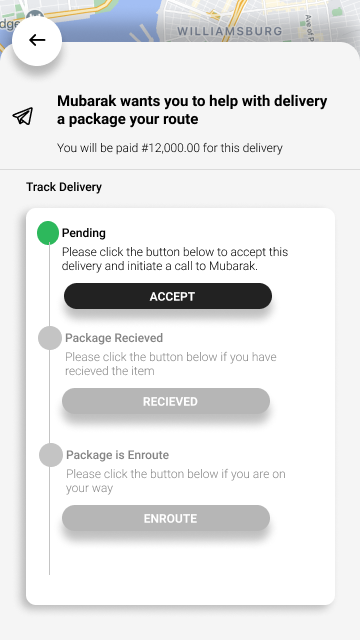 dge
WILLIAMSBURG
Ave of P
Mubarak wants you to help with delivery
a package your route
You will be paid #12,000.00 for this delivery
Track Delivery
Pending
Please click the button below to accept this
delivery and initiate a call to Mubarak.
ACCEPT
Package Recieved
Please click the button below if you have
recieved the item
RECIEVED
Package is Enroute
Please click the button below if you are on
your way
ENROUTE